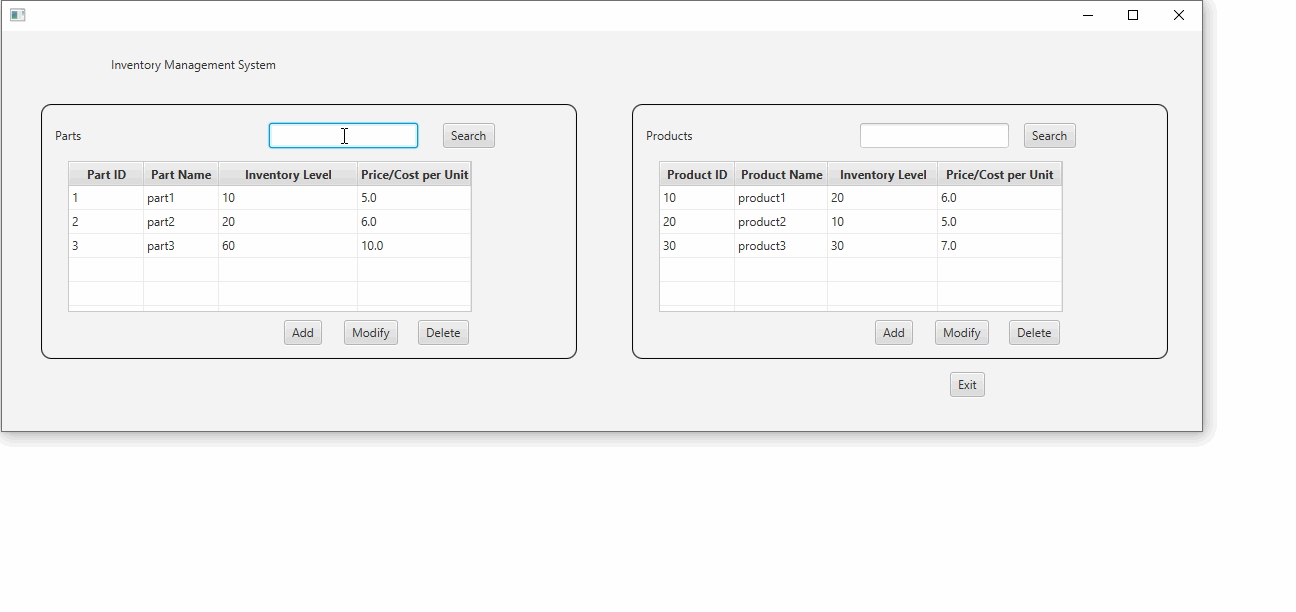 Inventory Management System
Parts
Search
Part ID Part Name Inventory Level Price/Cost per Unit
1 part1 10 5.0
2 part2 20 6.0
3 part3 60 10.0
Add Modify Delete
Products
Search
Product ID Product Name Inventory Level Price/Cost per Unit
10 product1 20 6.0
20 product2 10 5.0
30 product3 30 7.0
Add Modify Delete
Exit